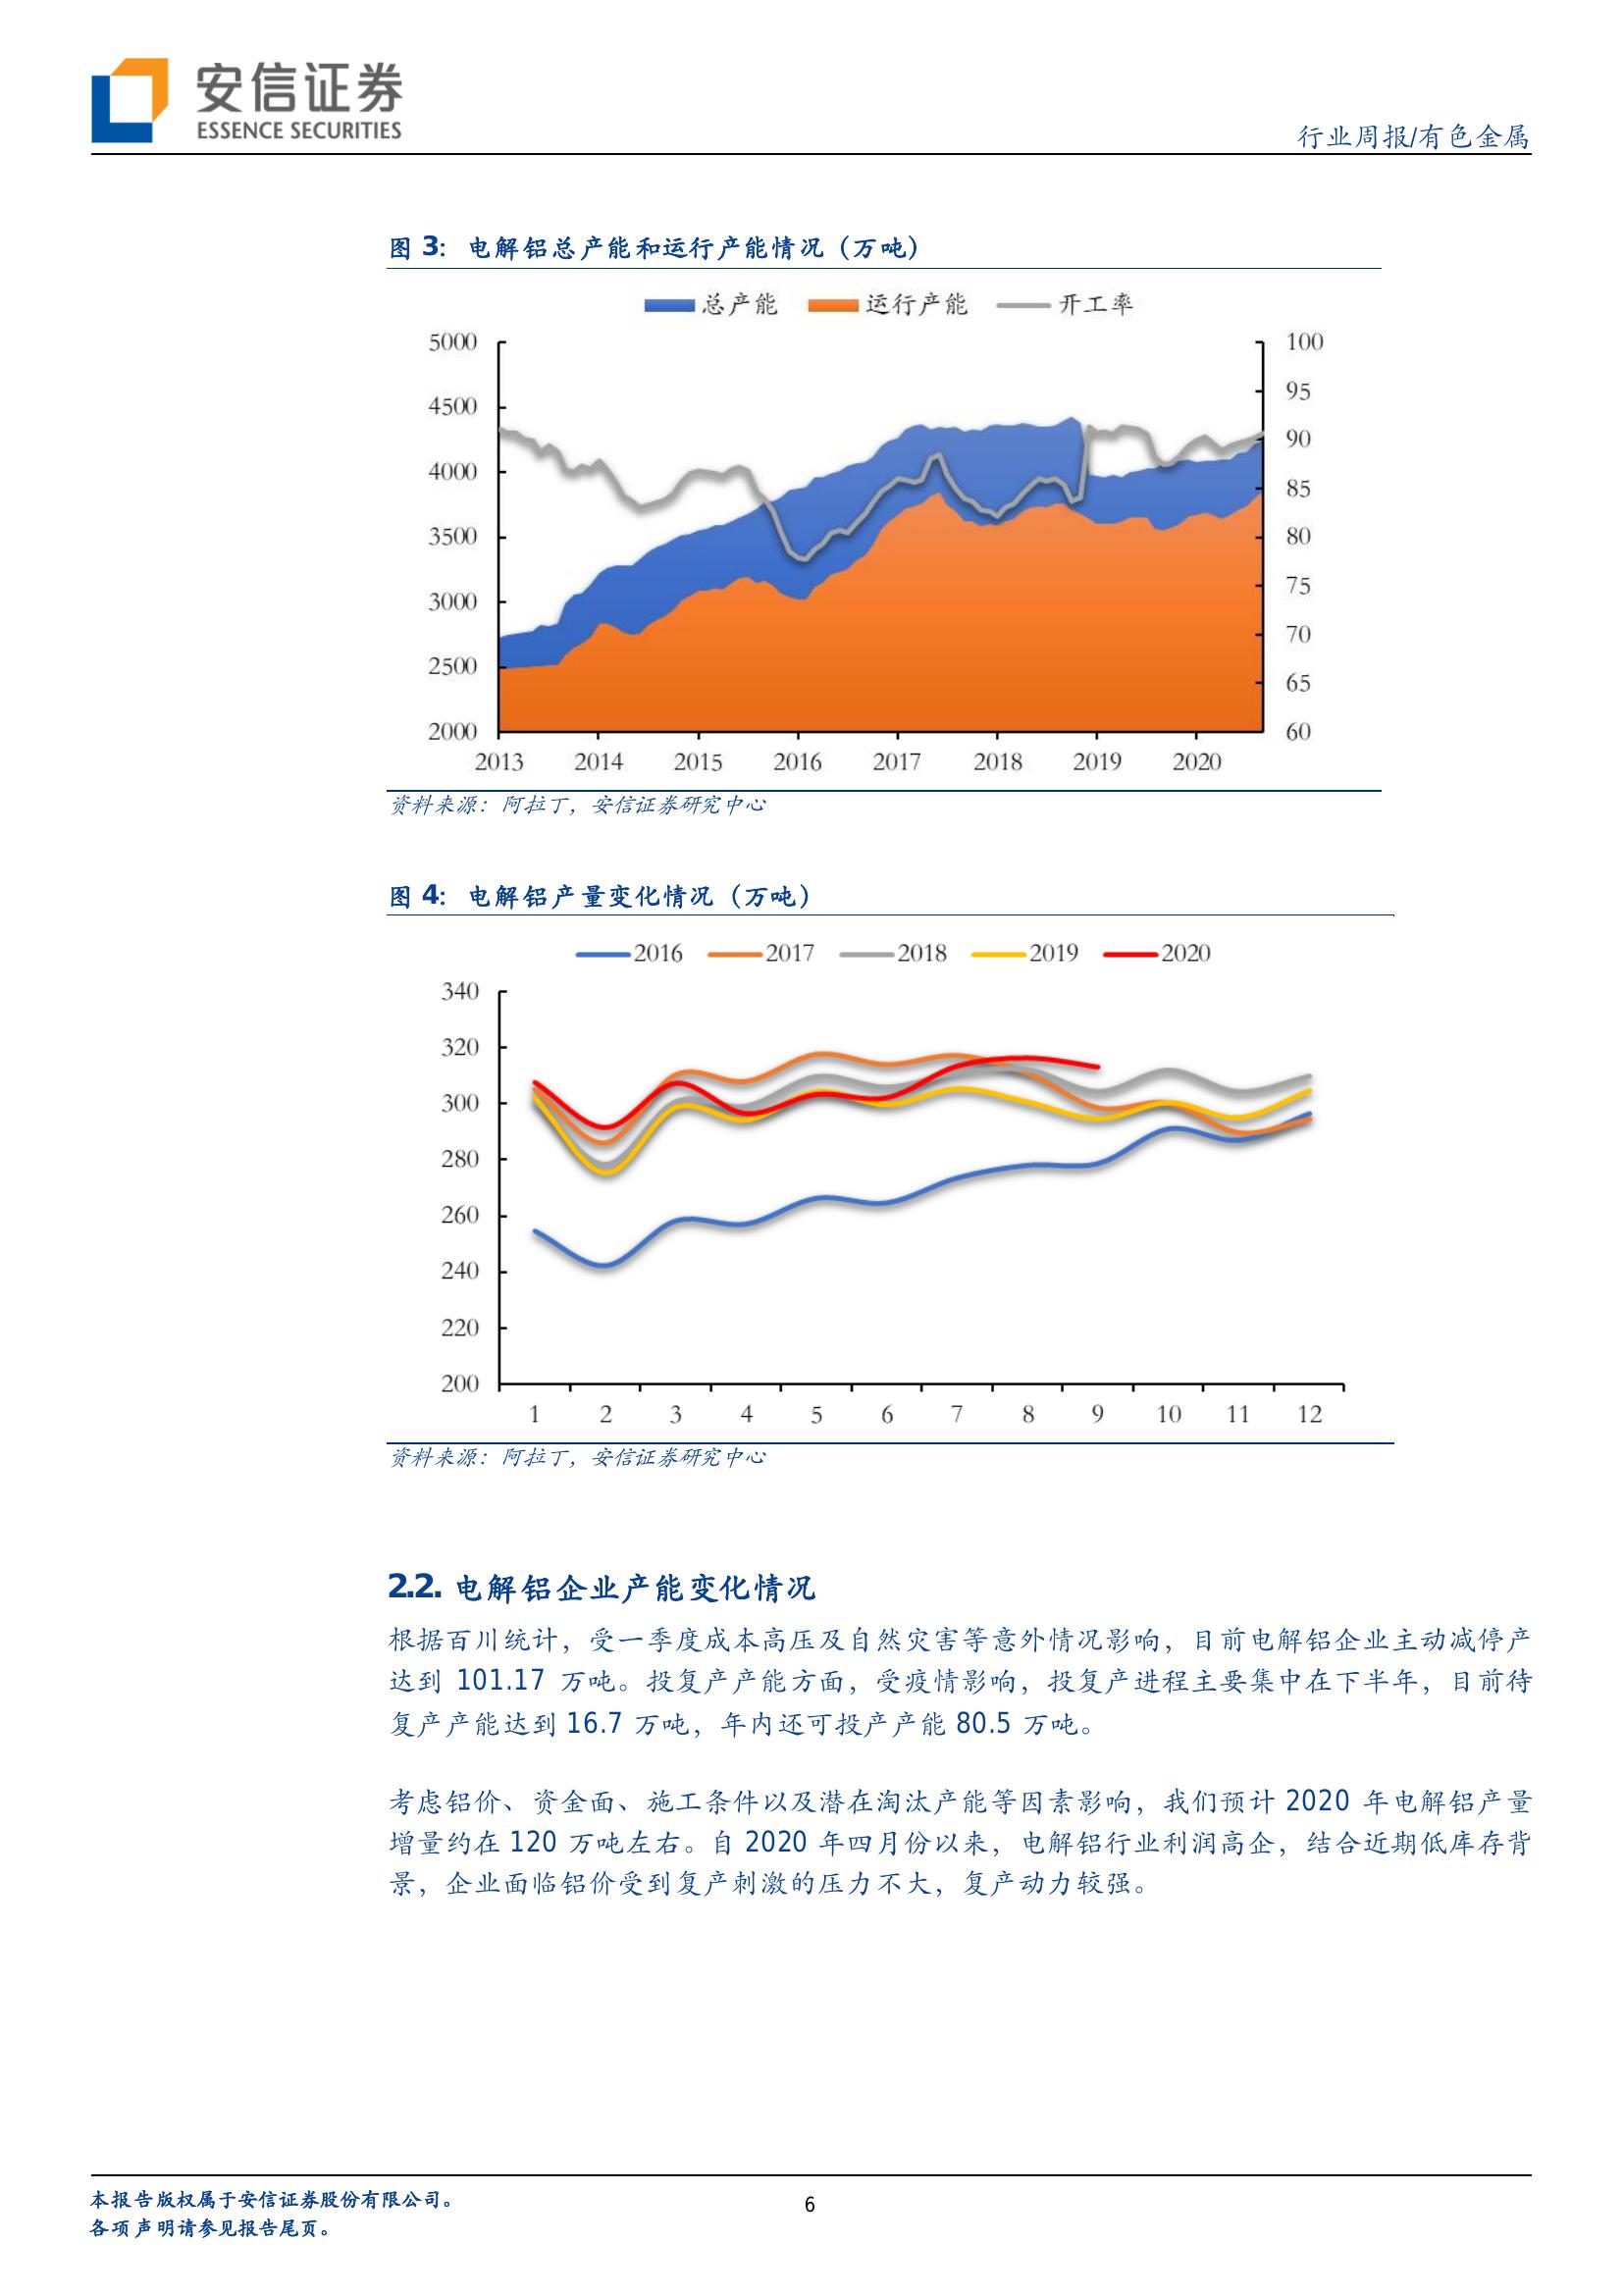 安信证券
ESSENCE SECURITIES
行业周报/有色金属
图 3：电解铝总产能和运行产能情况（万吨）
总产能 运行产能 开工率
5000 100
95
4500
90
4000
85
3500 80
75
3000
70
2500
65
2000 60
2013 2014 2015 2016 2017 2018 2019 2020
资料来源：阿拉丁，安信证券研究中心
图 4：电解铝产量变化情况（万吨）
2016 2017 2018 2019 2020
340
320
300
280
260
240
220
200
1 2 3 4 5 6 7 8 9 10 11 12
资料来源：阿拉丁，安信证券研究中心
2.2. 电解铝企业产能变化情况
根据百川统计，受一季度成本高压及自然灾害等意外情况影响，目前电解铝企业主动减停产
达到 101.17 万吨。投复产产能方面，受疫情影响，投复产进程主要集中在下半年，目前待
复产产能达到 16.7 万吨，年内还可投产产能 80.5 万吨。
考虑铝价、资金面、施工条件以及潜在淘汰产能等因素影响，我们预计 2020 年电解铝产量
增量约在 120 万吨左右。自 2020 年四月份以来，电解铝行业利润高企，结合近期低库存背
景，企业面临铝价受到复产刺激的压力不大，复产动力较强。
本报告版权属于安信证券股份有限公司。
各项声明请参见报告尾页。
6